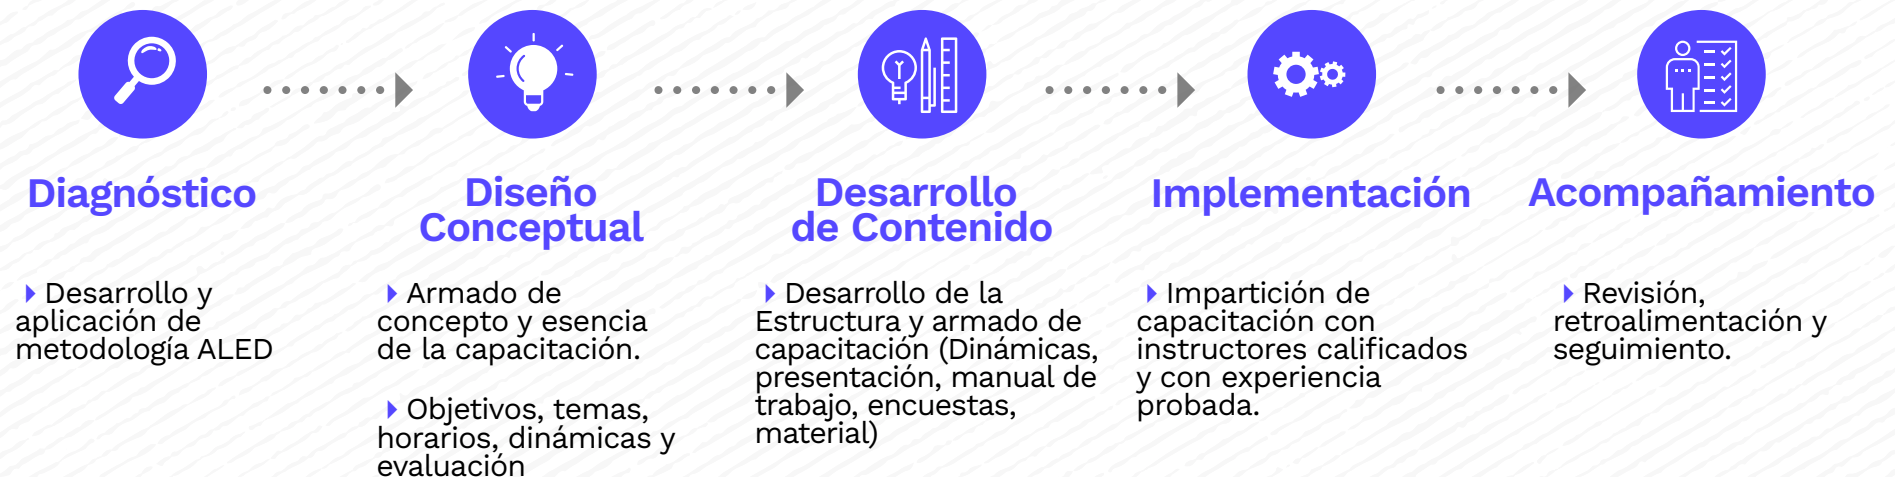 Diagnóstico
Desarrollo y
aplicación de
metodología ALED
Diseño
Conceptual
Armado de
concepto y esencia
de la capacitación.
Objetivos, temas,
horarios, dinámicas y
evaluación
Desarrollo
de Contenido
Desarrollo de la
Estructura y armado de
capacitación (Dinámicas,
presentación, manual de
trabajo, encuestas,
material)
Implementación
Impartición de
capacitación con
instructores calificados
y con experiencia
probada.
Acompañamiento
Revisión,
retroalimentación y
seguimiento.